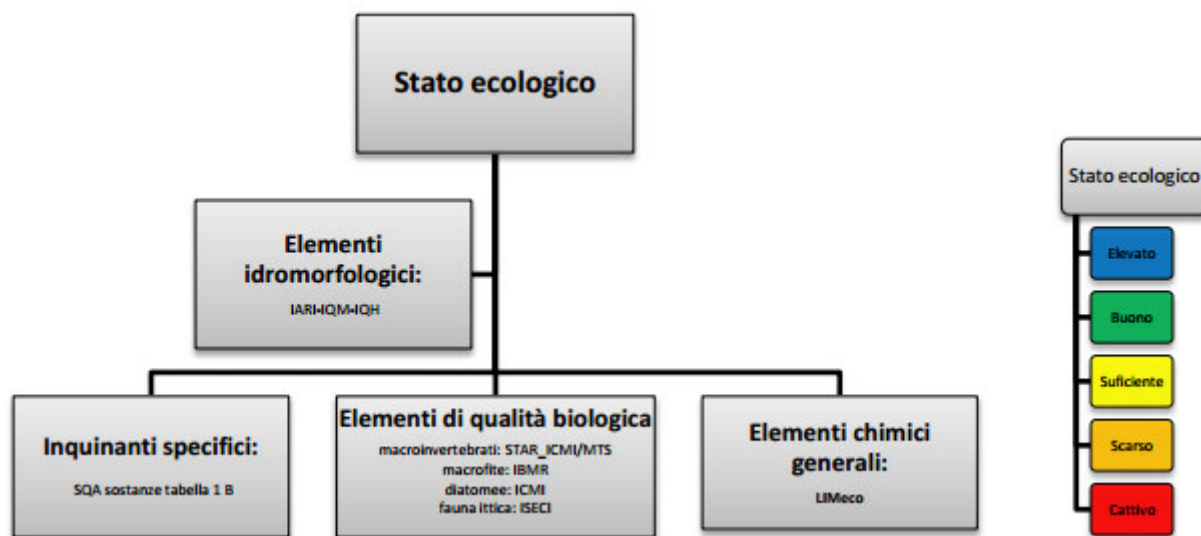 Stato ecologico
Elementi
idromorfologici:
IARI-IQM-IQH
Inquinanti specifici:
SQA sostanze tabella 1 B
Elementi di qualità biologica
macroinvertebrati: STAR_ICMI/MTS
macrofite: IBMR
diatomee: ICMI
fauna ittica: ISECI
Elementi chimici
generali:
LIMeco
Stato ecologico
Elevato
Buono
Suficiente
Scarso
Cattivo